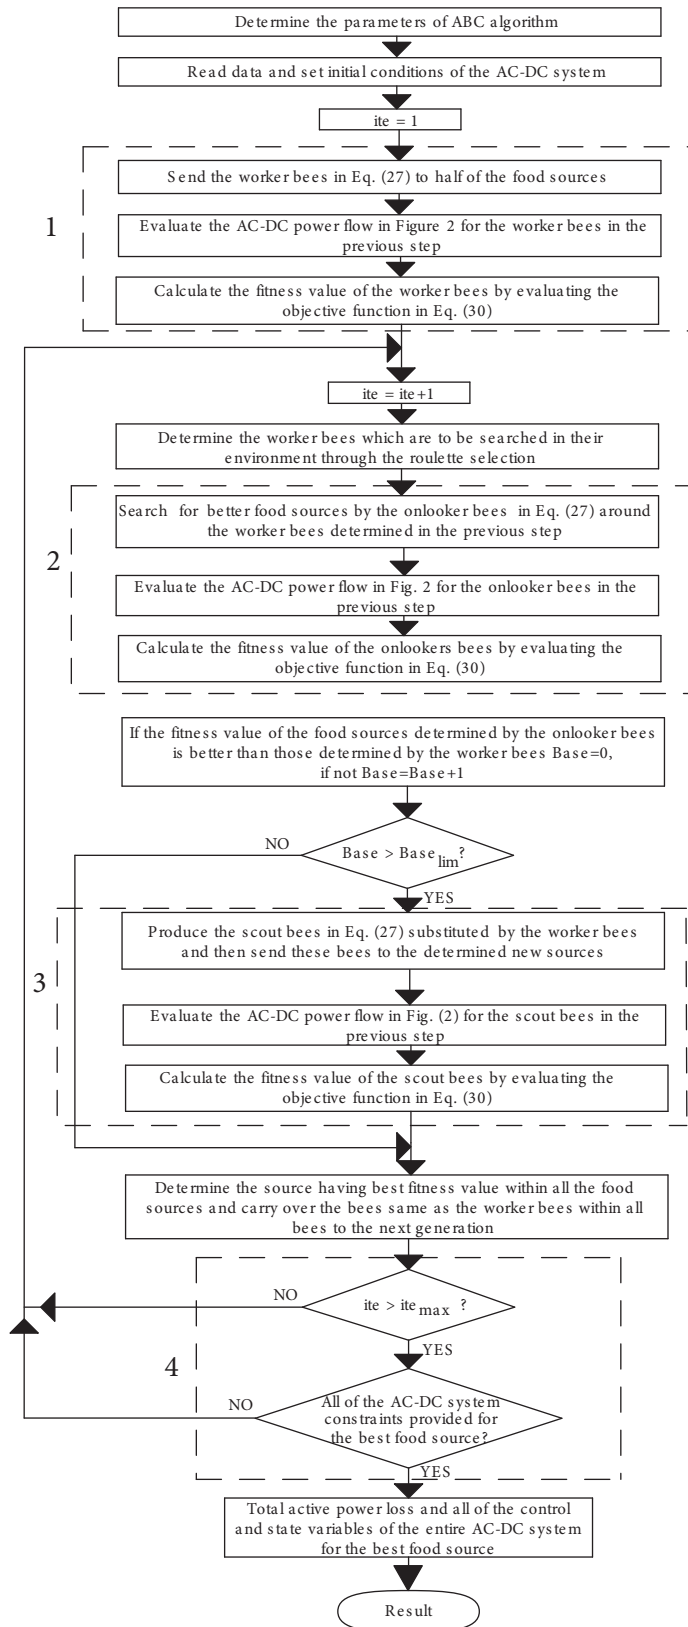 Determine the parameters of ABC algorithm
Read data and set initial conditions of the AC-DC system
ite = 1
1
Send the worker bees in Eq. (27) to half of the food sources
Evaluate the AC-DC power flow in Figure 2 for the worker bees in the
previous step
Calculate the fitness value of the worker bees by evaluating the
objective function in Eq. (30)
ite = ite+1
Determine the worker bees which are to be searched in their
environment through the roulette selection
2
Search for better food sources by the onlooker bees in Eq. (27) around
the worker bees determined in the previous step
Evaluate the AC-DC power flow in Fig. 2 for the onlooker bees in the
previous step
Calculate the fitness value of the onlookers bees by evaluating the
objective function in Eq. (30)
If the fitness value of the food sources determined by the onlooker bees
is better than those determined by the worker bees Base=0,
if not Base=Base+1
NO
Base > Base lim?
YES
3
Produce the scout bees in Eq. (27) substituted by the worker bees
and then send these bees to the determined new sources
Evaluate the AC-DC power flow in Fig. (2) for the scout bees in the
previous step
Calculate the fitness value of the scout bees by evaluating the
objective function in Eq. (30)
Determine the source having best fitness value within all the food
sources and carry over the bees same as the worker bees within all
bees to the next generation
NO
ite > ite max ?
YES
4
NO
All of the AC-DC system
constraints provided for
the best food source?
YES
Total active power loss and all of the control
and state variables of the entire AC-DC system
for the best food source
Result